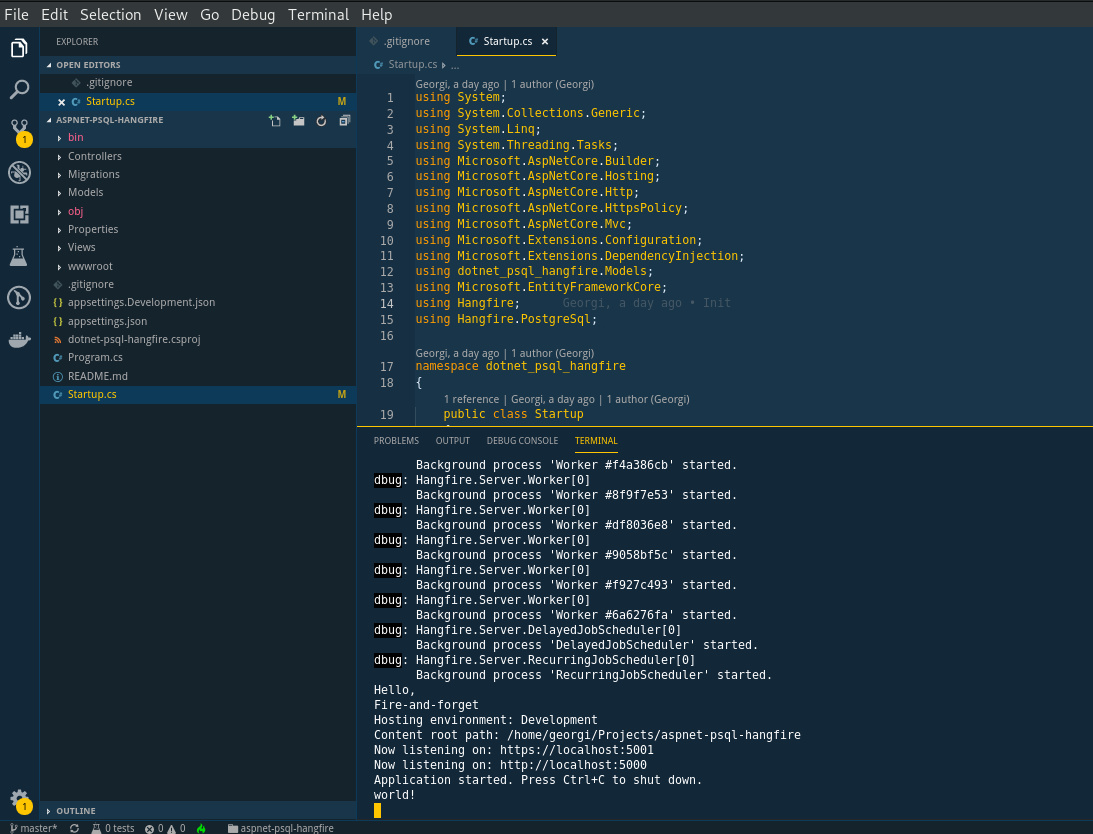 File Edit Selection View Go Debug Terminal Help
EXPLORER
OPEN EDITORS
.gitignore
Startup.cs M
ASPNET-PSQL-HANGFIRE
bin
Controllers
Migrations
Models
obj
Properties
Views
wwwroot
.gitignore
{} appsettings.Development.json
{} appsettings.json
dotnet-psql-hangfire.csproj
Program.cs
README.md
Startup.cs M
OUTLINE
1
1
.gitignore Startup.cs ×
Startup.cs ▸ ...
Georgi, a day ago | 1 author (Georgi)
1 using System;
2 using System.Collections.Generic;
3 using System.Linq;
4 using System.Threading.Tasks;
5 using Microsoft.AspNetCore.Builder;
6 using Microsoft.AspNetCore.Hosting;
7 using Microsoft.AspNetCore.Http;
8 using Microsoft.AspNetCore.HttpsPolicy;
9 using Microsoft.AspNetCore.Mvc;
10 using Microsoft.Extensions.Configuration;
11 using Microsoft.Extensions.DependencyInjection;
12 using dotnet_psql_hangfire.Models;
13 using Microsoft.EntityFrameworkCore;
14 using Hangfire; Georgi, a day ago • Init
15 using Hangfire.PostgreSql;
16
Georgi, a day ago | 1 author (Georgi)
17 namespace dotnet_psql_hangfire
18 {
1 reference | Georgi, a day ago | 1 author (Georgi)
19 public class Startup
PROBLEMS OUTPUT DEBUG CONSOLE TERMINAL
Background process 'Worker #f4a386cb' started.
dbug: Hangfire.Server.Worker[0]
Background process 'Worker #8f9f7e53' started.
dbug: Hangfire.Server.Worker[0]
Background process 'Worker #df8036e8' started.
dbug: Hangfire.Server.Worker[0]
Background process 'Worker #9058bf5c' started.
dbug: Hangfire.Server.Worker[0]
Background process 'Worker #f927c493' started.
dbug: Hangfire.Server.Worker[0]
Background process 'Worker #6a6276fa' started.
dbug: Hangfire.Server.DelayedJobScheduler[0]
Background process 'DelayedJobScheduler' started.
dbug: Hangfire.Server.RecurringJobScheduler[0]
Background process 'RecurringJobScheduler' started.
Hello,
Fire-and-forget
Hosting environment: Development
Content root path: /home/georgi/Projects/aspnet-psql-hangfire
Now listening on: https://localhost:5001
Now listening on: http://localhost:5000
Application started. Press Ctrl+C to shut down.
world!
master* 0 tests 0 0 aspnet-psql-hangfire